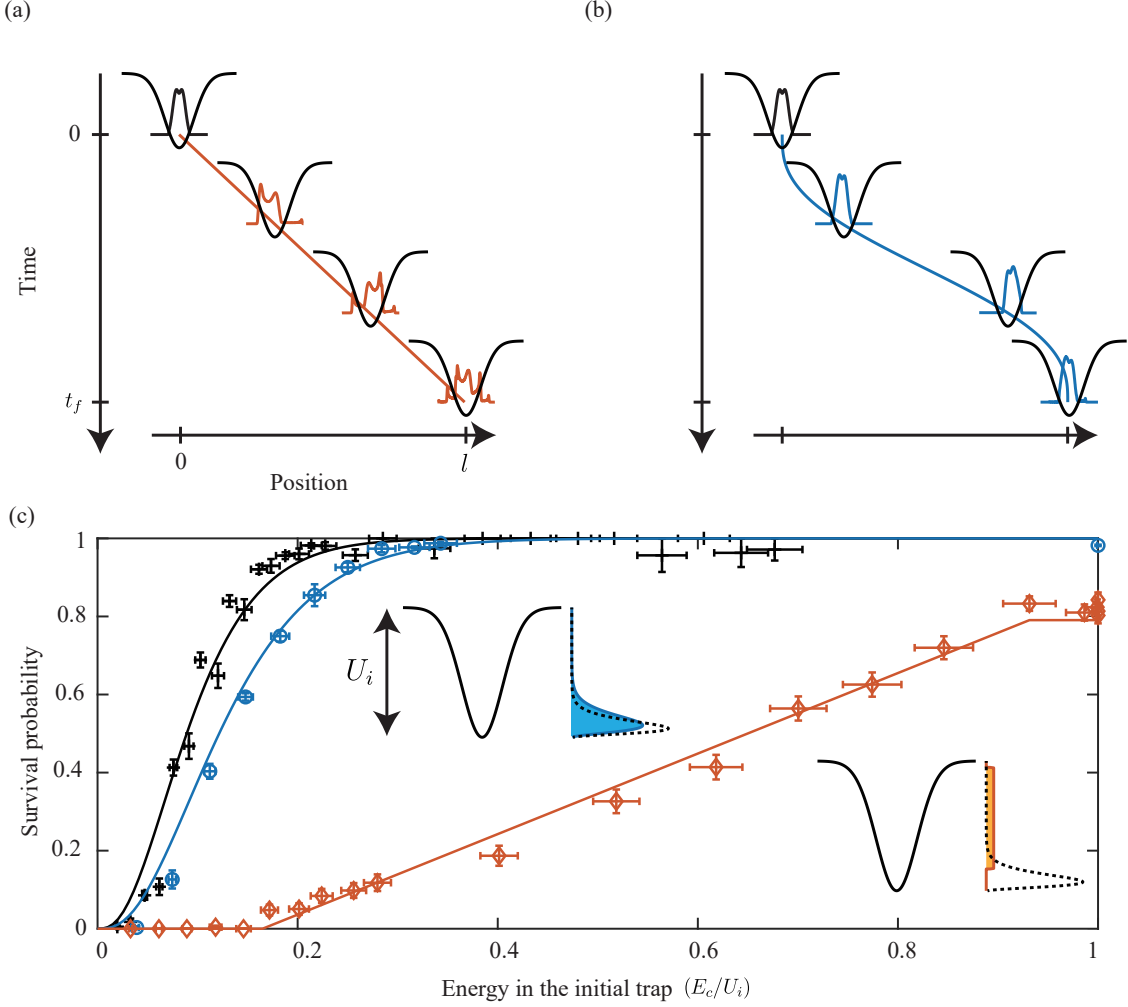 (a)
(b)
0
Time
t_f
0
l
Position
(c)
1
0.8
0.6
0.4
0.2
0
Survival probability
U_i
0
0.2
0.4
0.6
0.8
1
Energy in the initial trap (E_c/U_i)